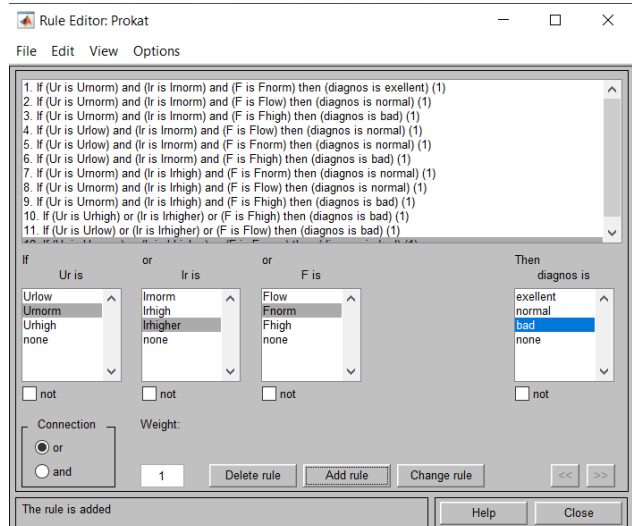 Rule Editor: Prokat
File Edit View Options
1. If (Ur is Urnorm) and (Ir is Irnorm) and (F is Fnorm) then (diagnos is exellent) (1)
2. If (Ur is Urnorm) and (Ir is Irnorm) and (F is Flow) then (diagnos is normal) (1)
3. If (Ur is Urnorm) and (Ir is Irnorm) and (F is Fhigh) then (diagnos is bad) (1)
4. If (Ur is Urlow) and (Ir is Irnorm) and (F is Flow) then (diagnos is normal) (1)
5. If (Ur is Urlow) and (Ir is Irnorm) and (F is Fnorm) then (diagnos is normal) (1)
6. If (Ur is Urlow) and (Ir is Irnorm) and (F is Fhigh) then (diagnos is bad) (1)
7. If (Ur is Urnorm) and (Ir is Irhigh) and (F is Fnorm) then (diagnos is normal) (1)
8. If (Ur is Urnorm) and (Ir is Irhigh) and (F is Flow) then (diagnos is normal) (1)
9. If (Ur is Urnorm) and (Ir is Irhigh) and (F is Fhigh) then (diagnos is bad) (1)
10. If (Ur is Urhigh) or (Ir is Irhigher) or (F is Fhigh) then (diagnos is bad) (1)
11. If (Ur is Urlow) or (Ir is Irhigher) or (F is Flow) then (diagnos is bad) (1)
If or or Then
Ur is Ir is F is diagnos is
Urlow Irnorm Flow exellent
Urnorm Irhigh Fnorm normal
Urhigh Irhigher Fhigh bad
none none none none
not not not not
Connection Weight:
or
and 1 Delete rule Add rule Change rule << >>
The rule is added Help Close